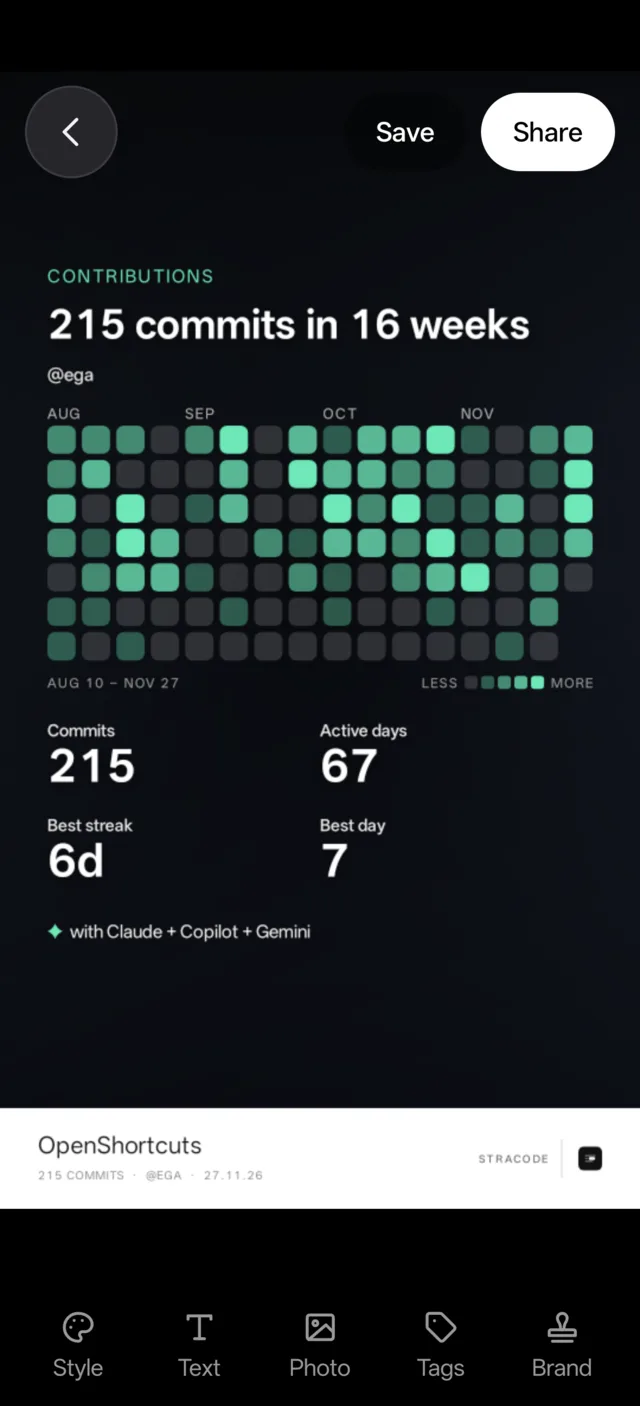 Save
Share
CONTRIBUTIONS
215 commits in 16 weeks
@ega
AUG SEP OCT NOV
AUG 10 – NOV 27
LESS MORE
Commits
215
Active days
67
Best streak
6d
Best day
7
with Claude + Copilot + Gemini
OpenShortcuts
215 COMMITS · @EGA · 27.11.26
STRACODE
Style
Text
Photo
Tags
Brand